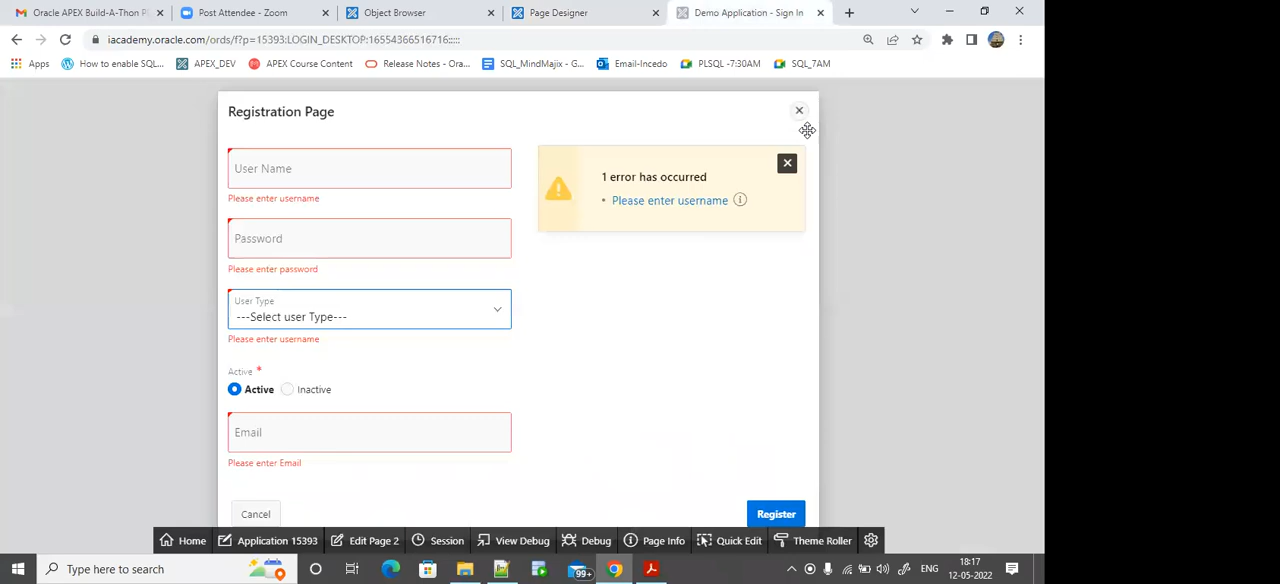 Oracle APEX Build-A-Thon P
Post Attendee - Zoom
Object Browser
Page Designer
Demo Application - Sign In
iacademy.oracle.com/ords/f?p=15393:LOGIN_DESKTOP:16554366516716:::::
Apps
How to enable SQL...
APEX_DEV
APEX Course Content
Release Notes - Ora...
SQL_MindMajix - G...
Email-Incedo
PLSQL -7:30AM
SQL_7AM
Registration Page
User Name
Please enter username
Password
Please enter password
User Type
---Select user Type---
Please enter username
Active *
Active
Inactive
Email
Please enter Email
1 error has occurred
• Please enter username
Cancel
Register
Home
Application 15393
Edit Page 2
Session
View Debug
Debug
Page Info
Quick Edit
Theme Roller
Type here to search
99+
ENG
18:17
12-05-2022